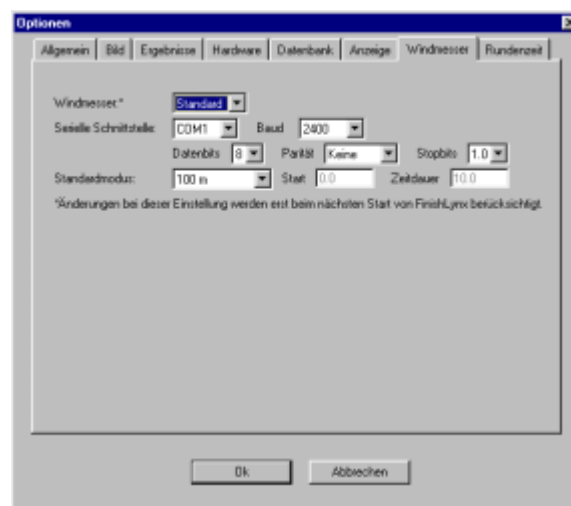 Optionen
Allgemein Bild Ergebnisse Hardware Datenbank Anzeige Windmesser Rundenzeit
Windmesser:* Standard
Serielle Schnittstelle: COM1 Baud 2400
Datenbits 8 Parität Keine Stopbits 1.0
Standardmodus: 100 m Start 0.0 Zeitdauer 10.0
*Änderungen bei dieser Einstellung werden erst beim nächsten Start von FinishLynx berücksichtigt.
Ok Abbrechen